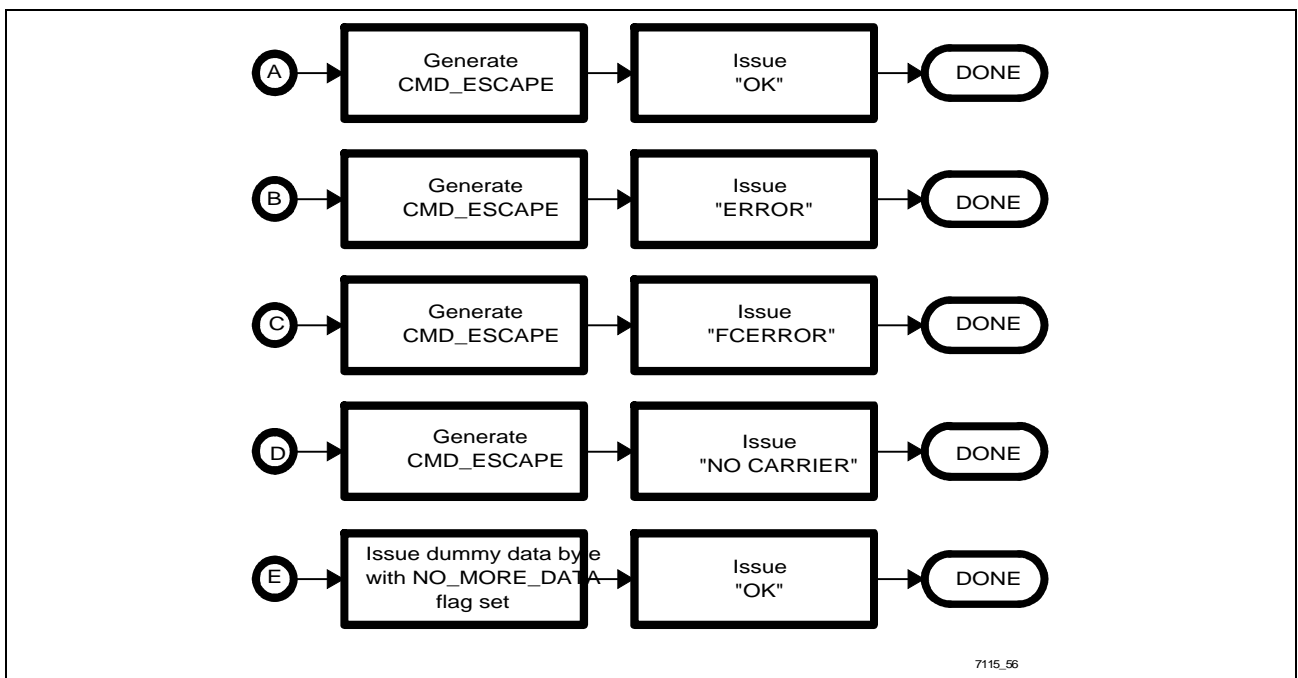 A
Generate
CMD_ESCAPE
Issue
"OK"
DONE
B
Generate
CMD_ESCAPE
Issue
"ERROR"
DONE
C
Generate
CMD_ESCAPE
Issue
"FCERROR"
DONE
D
Generate
CMD_ESCAPE
Issue
"NO CARRIER"
DONE
E
Issue dummy data byte
with NO_MORE_DATA
flag set
Issue
"OK"
DONE
7115_56